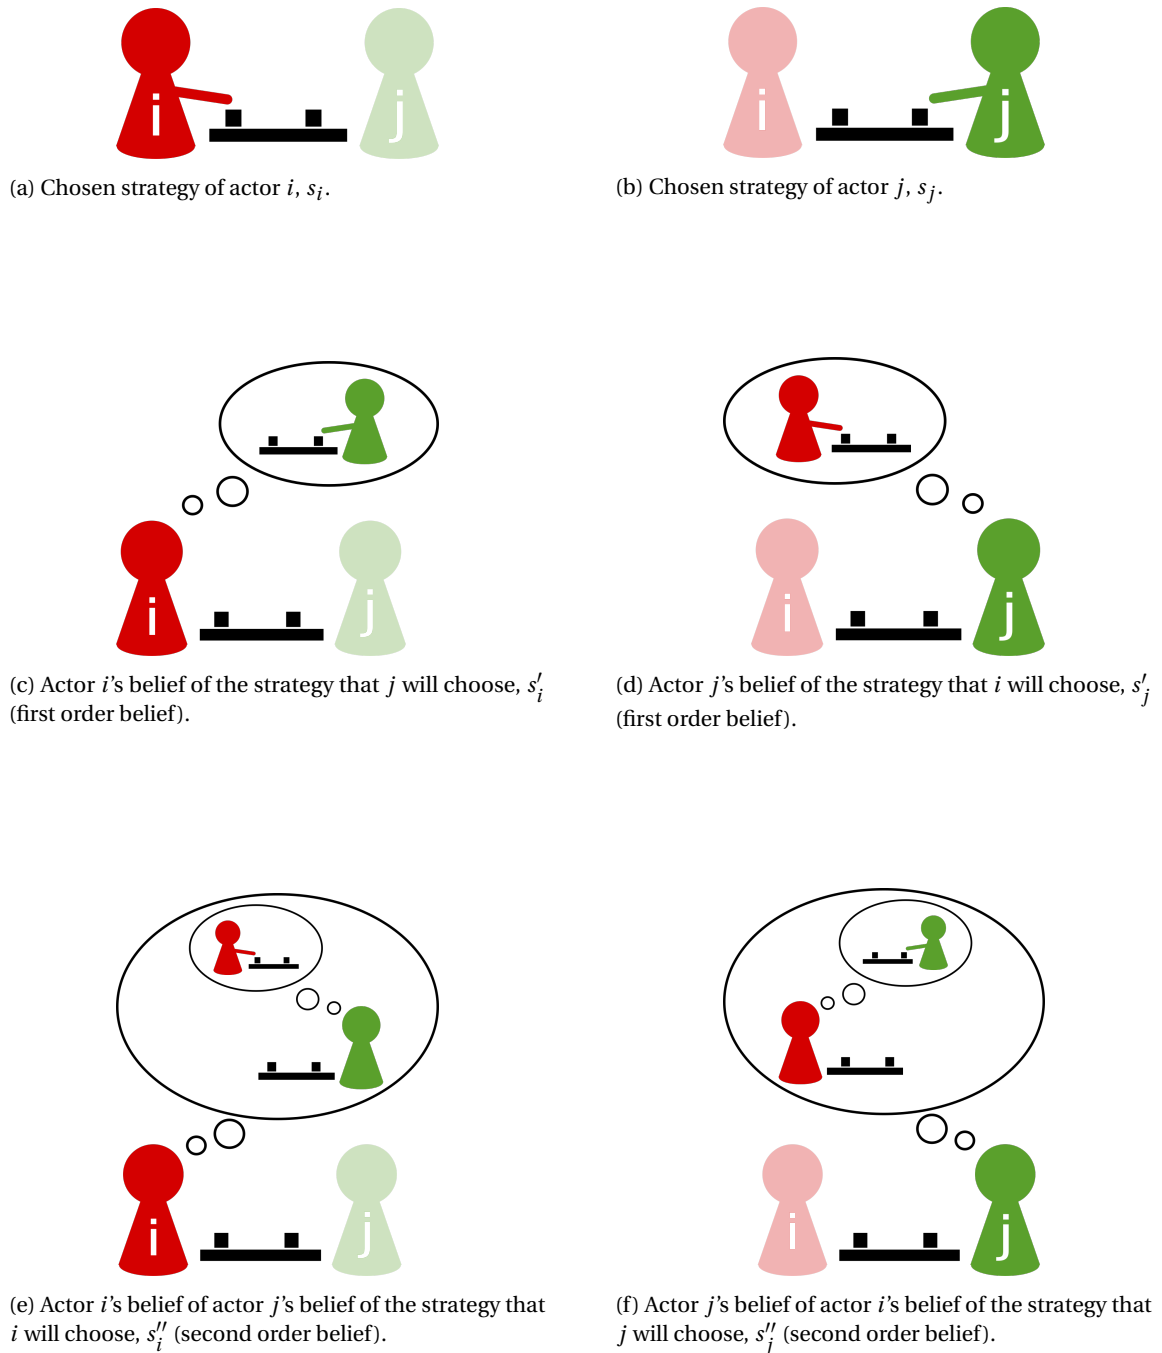 i
j
i
j
(a) Chosen strategy of actor i, s_i.
(b) Chosen strategy of actor j, s_j.
i
j
i
j
(c) Actor i's belief of the strategy that j will choose, s′_i
(first order belief).
(d) Actor j's belief of the strategy that i will choose, s′_j
(first order belief).
i
j
i
j
(e) Actor i's belief of actor j's belief of the strategy that
i will choose, s″_i (second order belief).
(f) Actor j's belief of actor i's belief of the strategy that
j will choose, s″_j (second order belief).